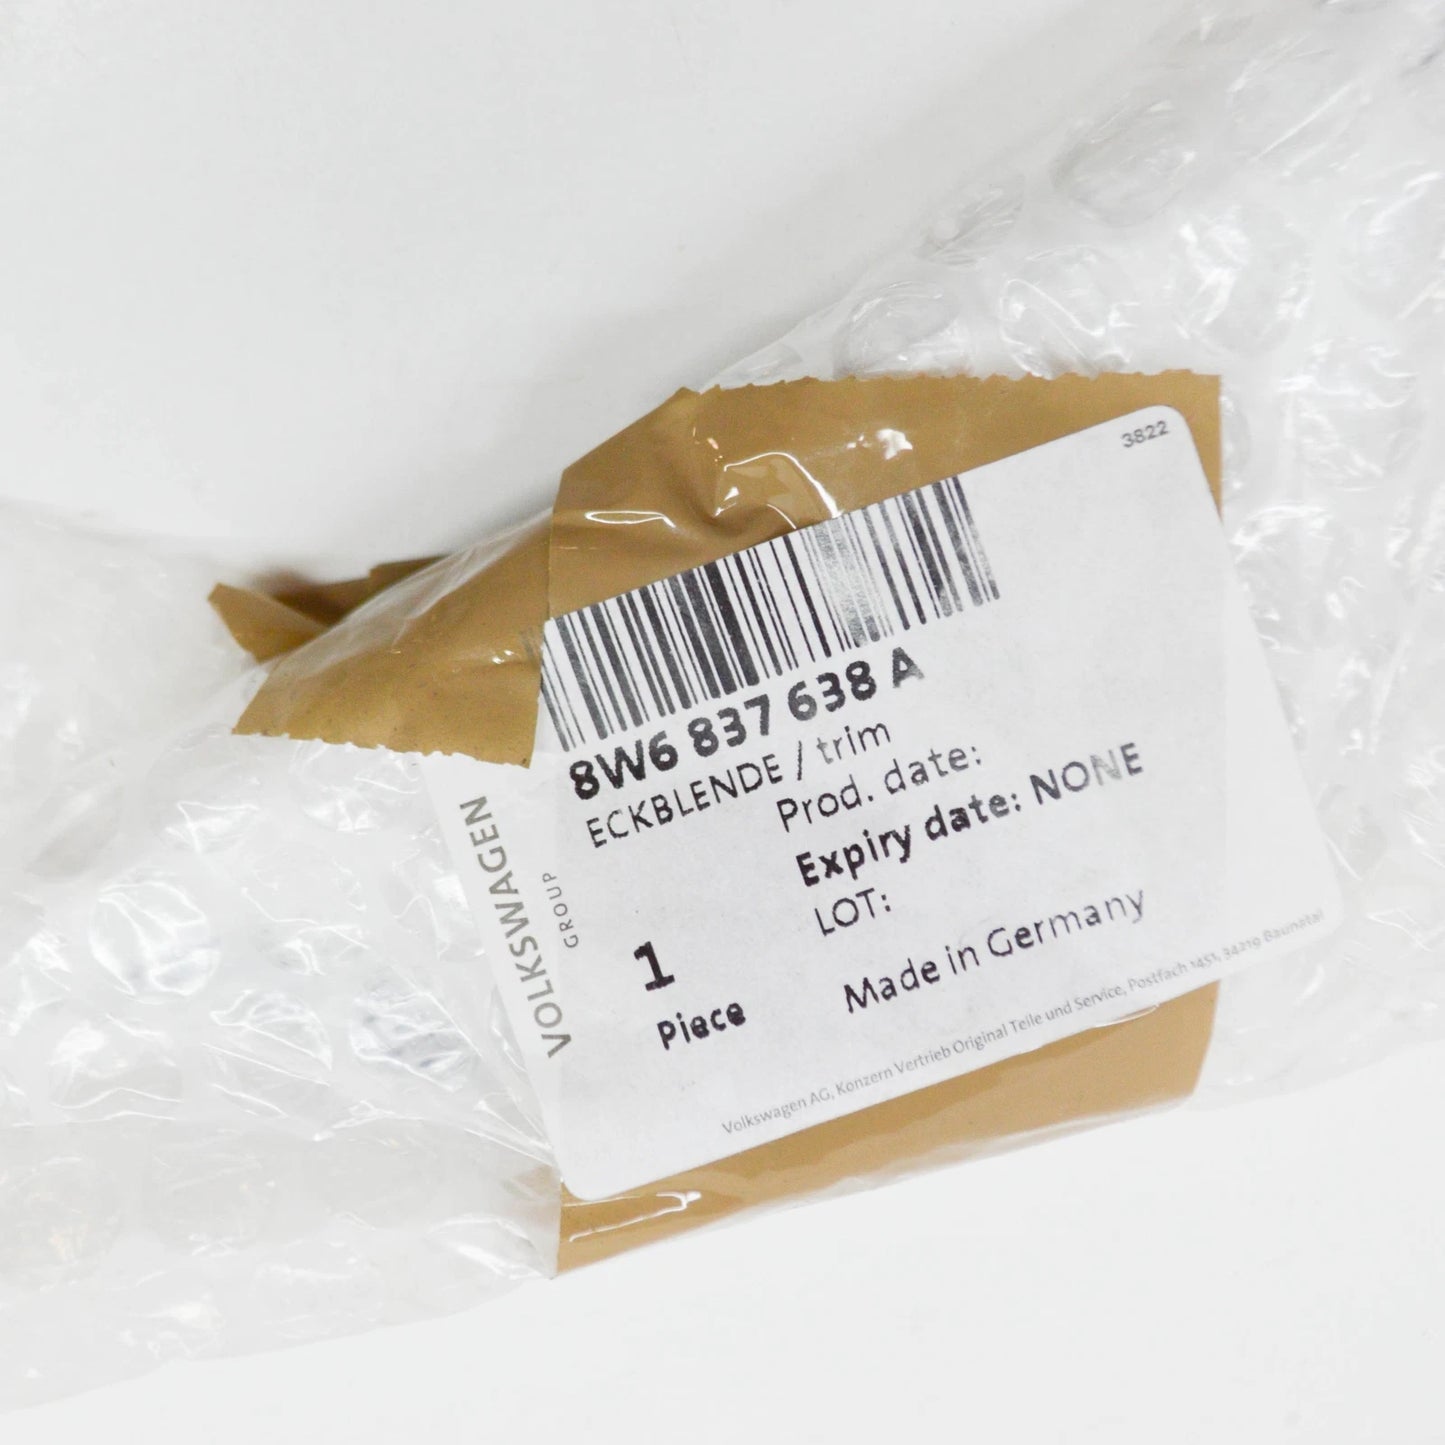 3822
8W6 837 638 A
ECKBLENDE / trim
Prod. date:
Expiry date: NONE
LOT:
1
Piece
Made in Germany
VOLKSWAGEN
GROUP
Volkswagen AG, Konzern Vertrieb Original Teile und Service, Postfach 1451, 34219 Baunatal